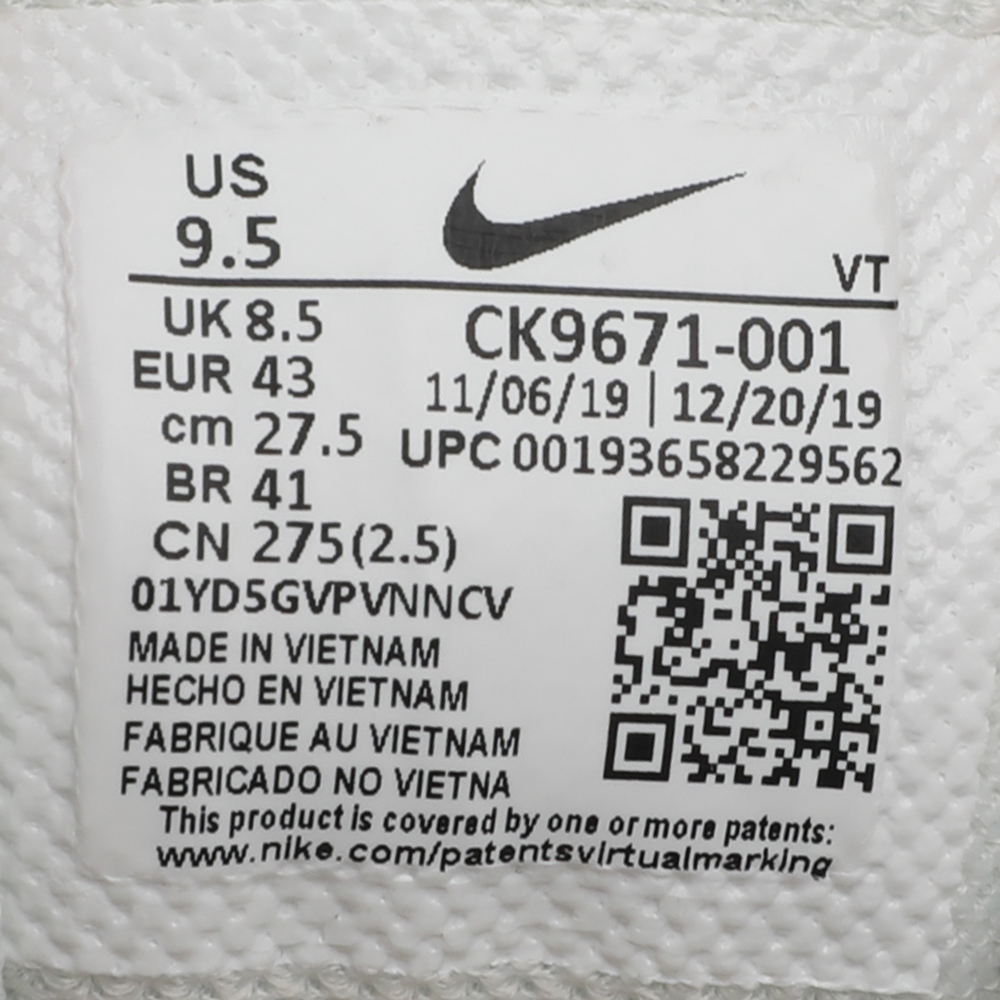 US
9.5
VT
UK 8.5
EUR 43
cm 27.5
BR 41
CN 275(2.5)
CK9671-001
11/06/19 | 12/20/19
UPC 00193658229562
01YD5GVPVNNCV
MADE IN VIETNAM
HECHO EN VIETNAM
FABRIQUE AU VIETNAM
FABRICADO NO VIETNA
This product is covered by one or more patents:
www.nike.com/patentsvirtualmarking